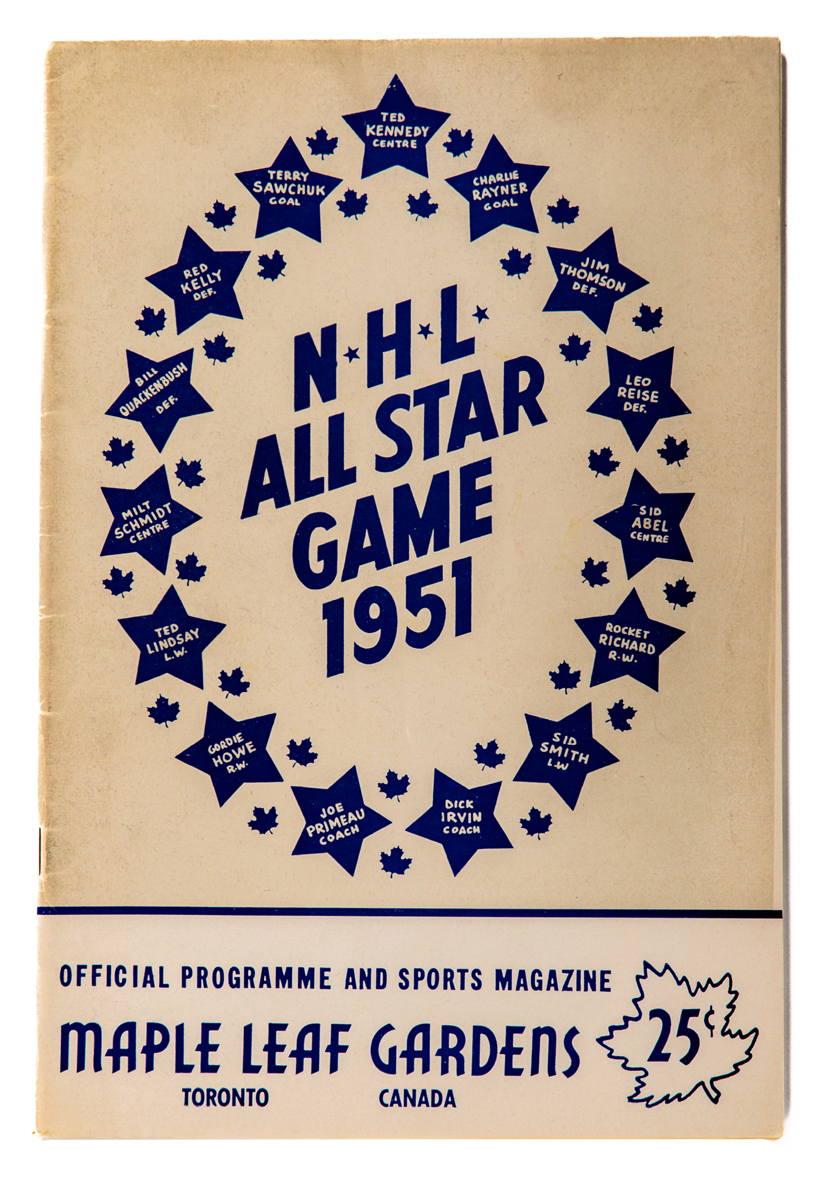 TED
KENNEDY
CENTRE
TERRY
SAWCHUK
GOAL
CHARLIE
RAYNER
GOAL
RED
KELLY
DEF.
JIM
THOMSON
DEF.
BILL
QUACKENBUSH
DEF.
LEO
REISE
DEF.
MILT
SCHMIDT
CENTRE
SID
ABEL
CENTRE
TED
LINDSAY
L.W.
ROCKET
RICHARD
R.W.
GORDIE
HOWE
R.W.
SID
SMITH
L.W
JOE
PRIMEAU
COACH
DICK
IRVIN
COACH
N·H·L·
ALL STAR
GAME
1951
OFFICIAL PROGRAMME AND SPORTS MAGAZINE
MAPLE LEAF GARDENS
TORONTO CANADA
25¢